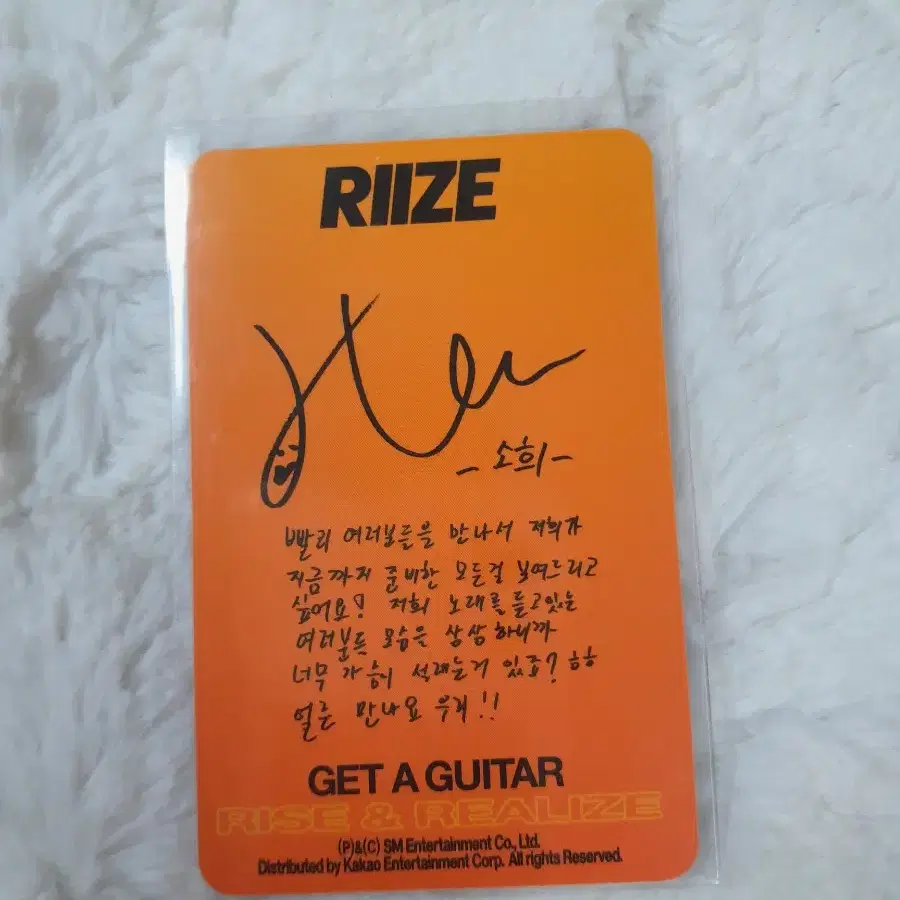 RIIZE
- 소희 -
빨리 여러분들을 만나서 저희가
지금까지 준비한 모든걸 보여드리고
싶어요! 저희 노래를 듣고있는
여러분들 모습을 상상하니까
너무 가슴이 설레는거 있죠? ㅎㅎ
얼른 만나요 우리!!
GET A GUITAR
RISE & REALIZE
(P)&(C) SM Entertainment Co., Ltd.
Distributed by Kakao Entertainment Corp. All rights Reserved.